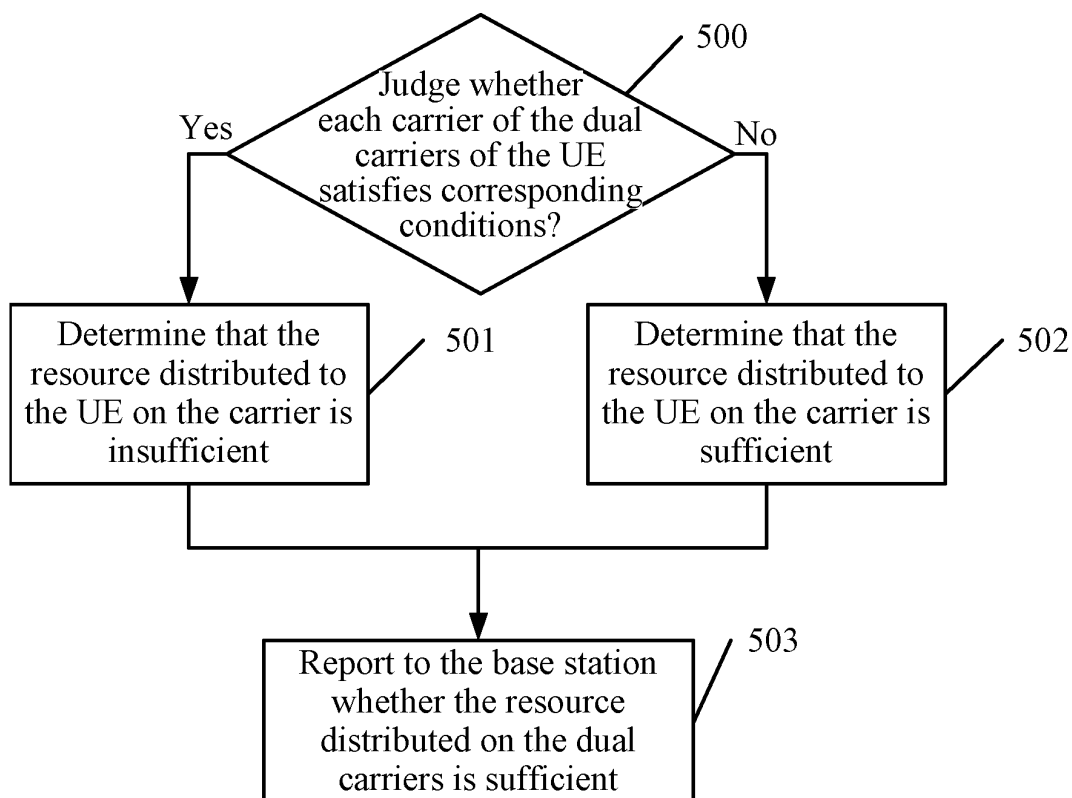 500
Judge whether
each carrier of the dual
carriers of the UE
satisfies corresponding
conditions?
Yes
No
Determine that the
resource distributed to
the UE on the carrier is
insufficient
501
Determine that the
resource distributed to
the UE on the carrier is
sufficient
502
Report to the base station
whether the resource
distributed on the dual
carriers is sufficient
503